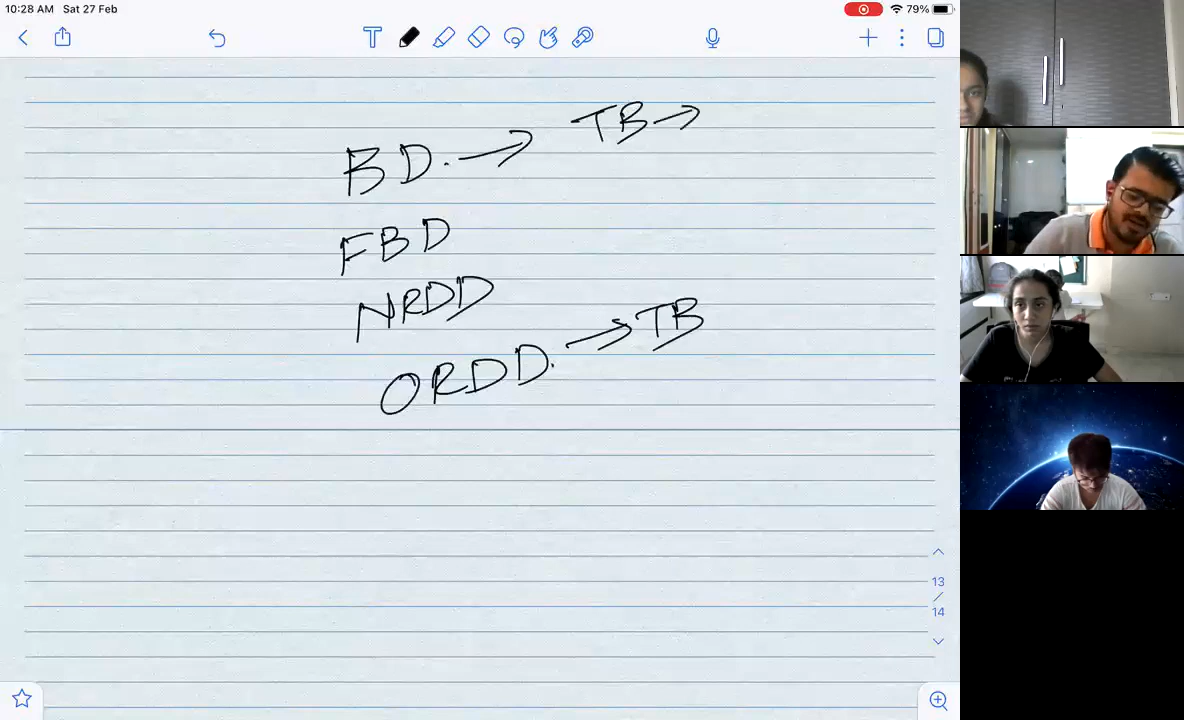 10:28 AM Sat 27 Feb
79%
T
TB →
BD. →
FBD
NRDD
ORDD. → TB
13
/
14